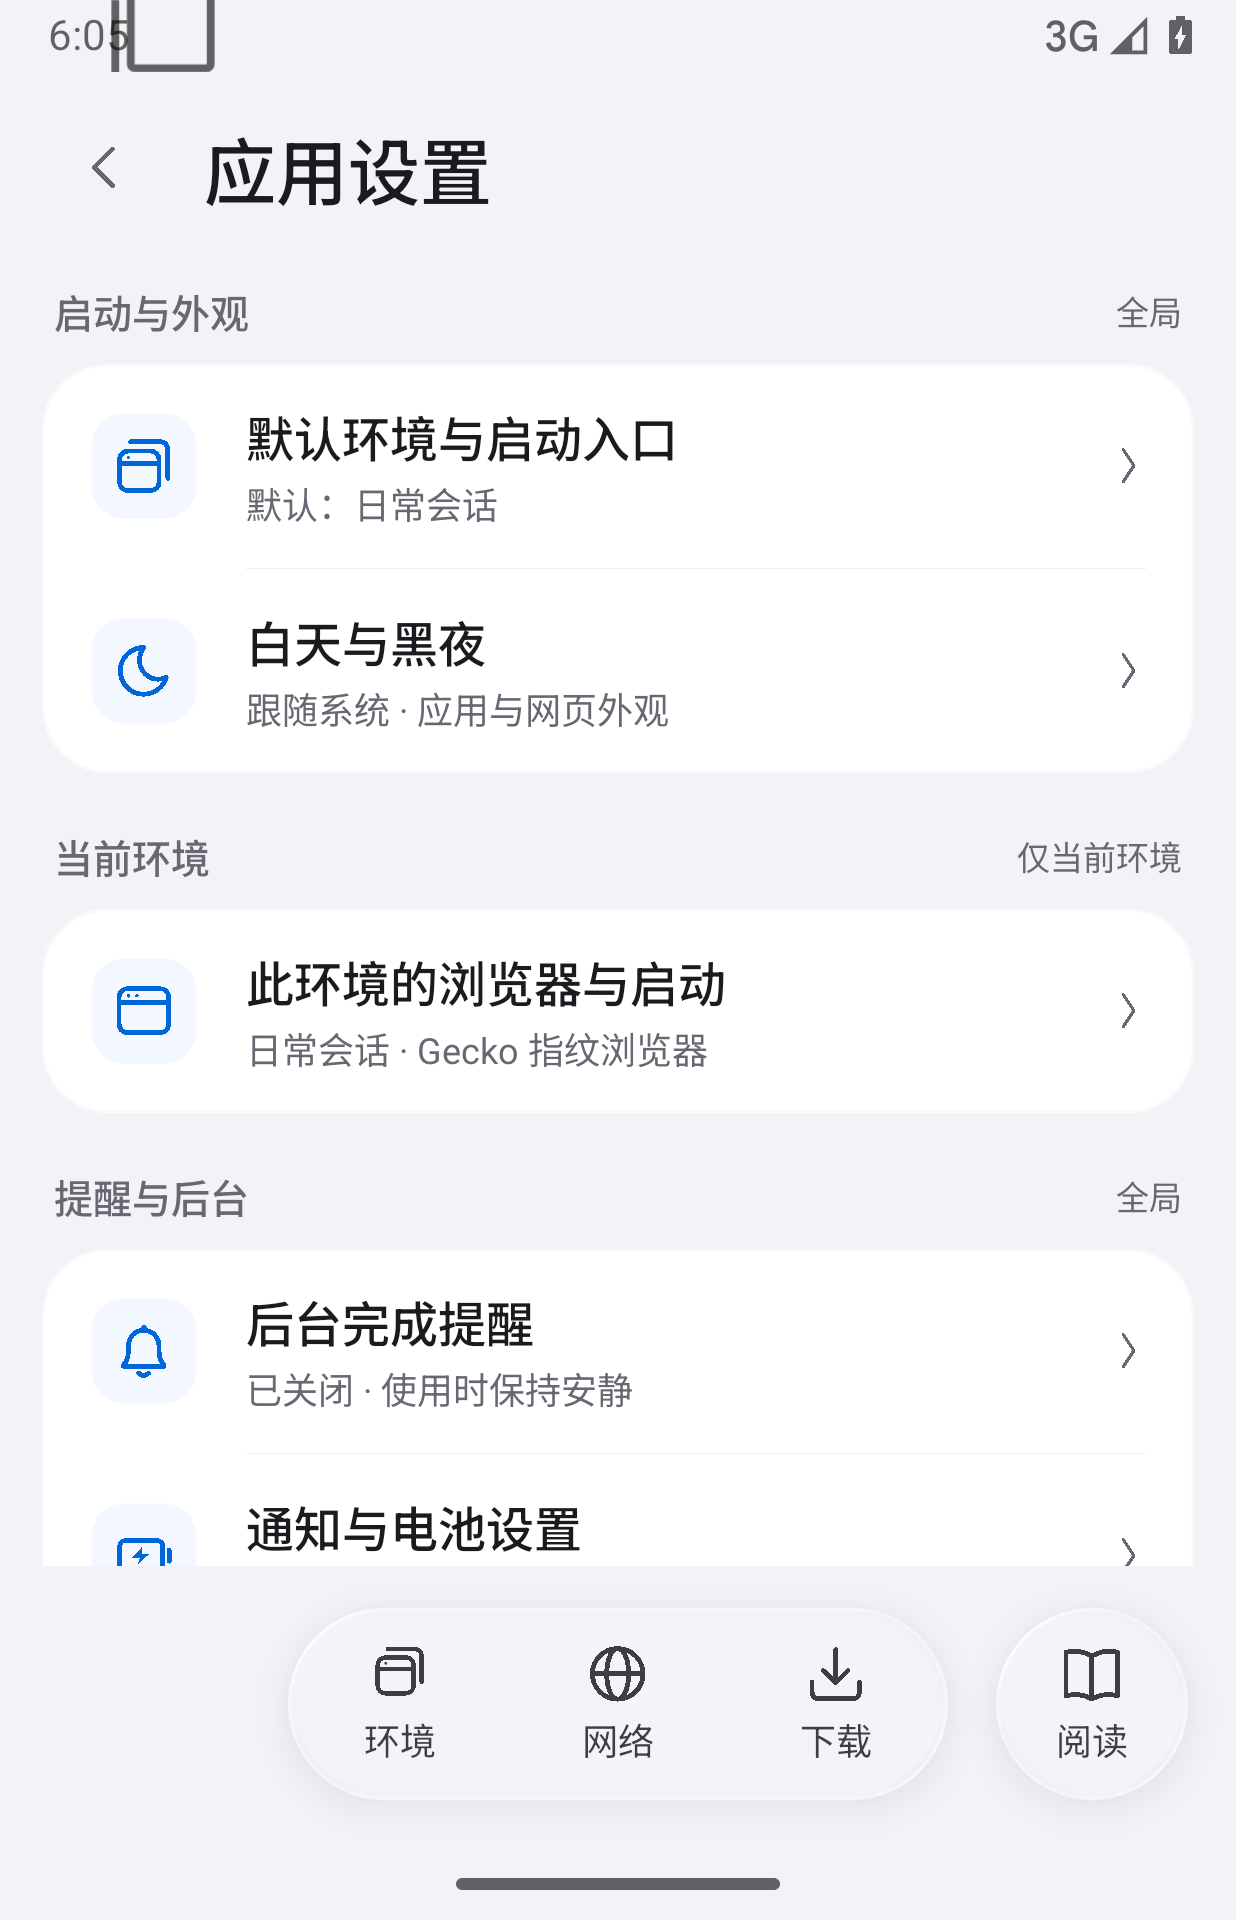 6:05
3G
应用设置
启动与外观
全局
默认环境与启动入口
默认：日常会话
白天与黑夜
跟随系统 · 应用与网页外观
当前环境
仅当前环境
此环境的浏览器与启动
日常会话 · Gecko 指纹浏览器
提醒与后台
全局
后台完成提醒
已关闭 · 使用时保持安静
通知与电池设置
环境
网络
下载
阅读